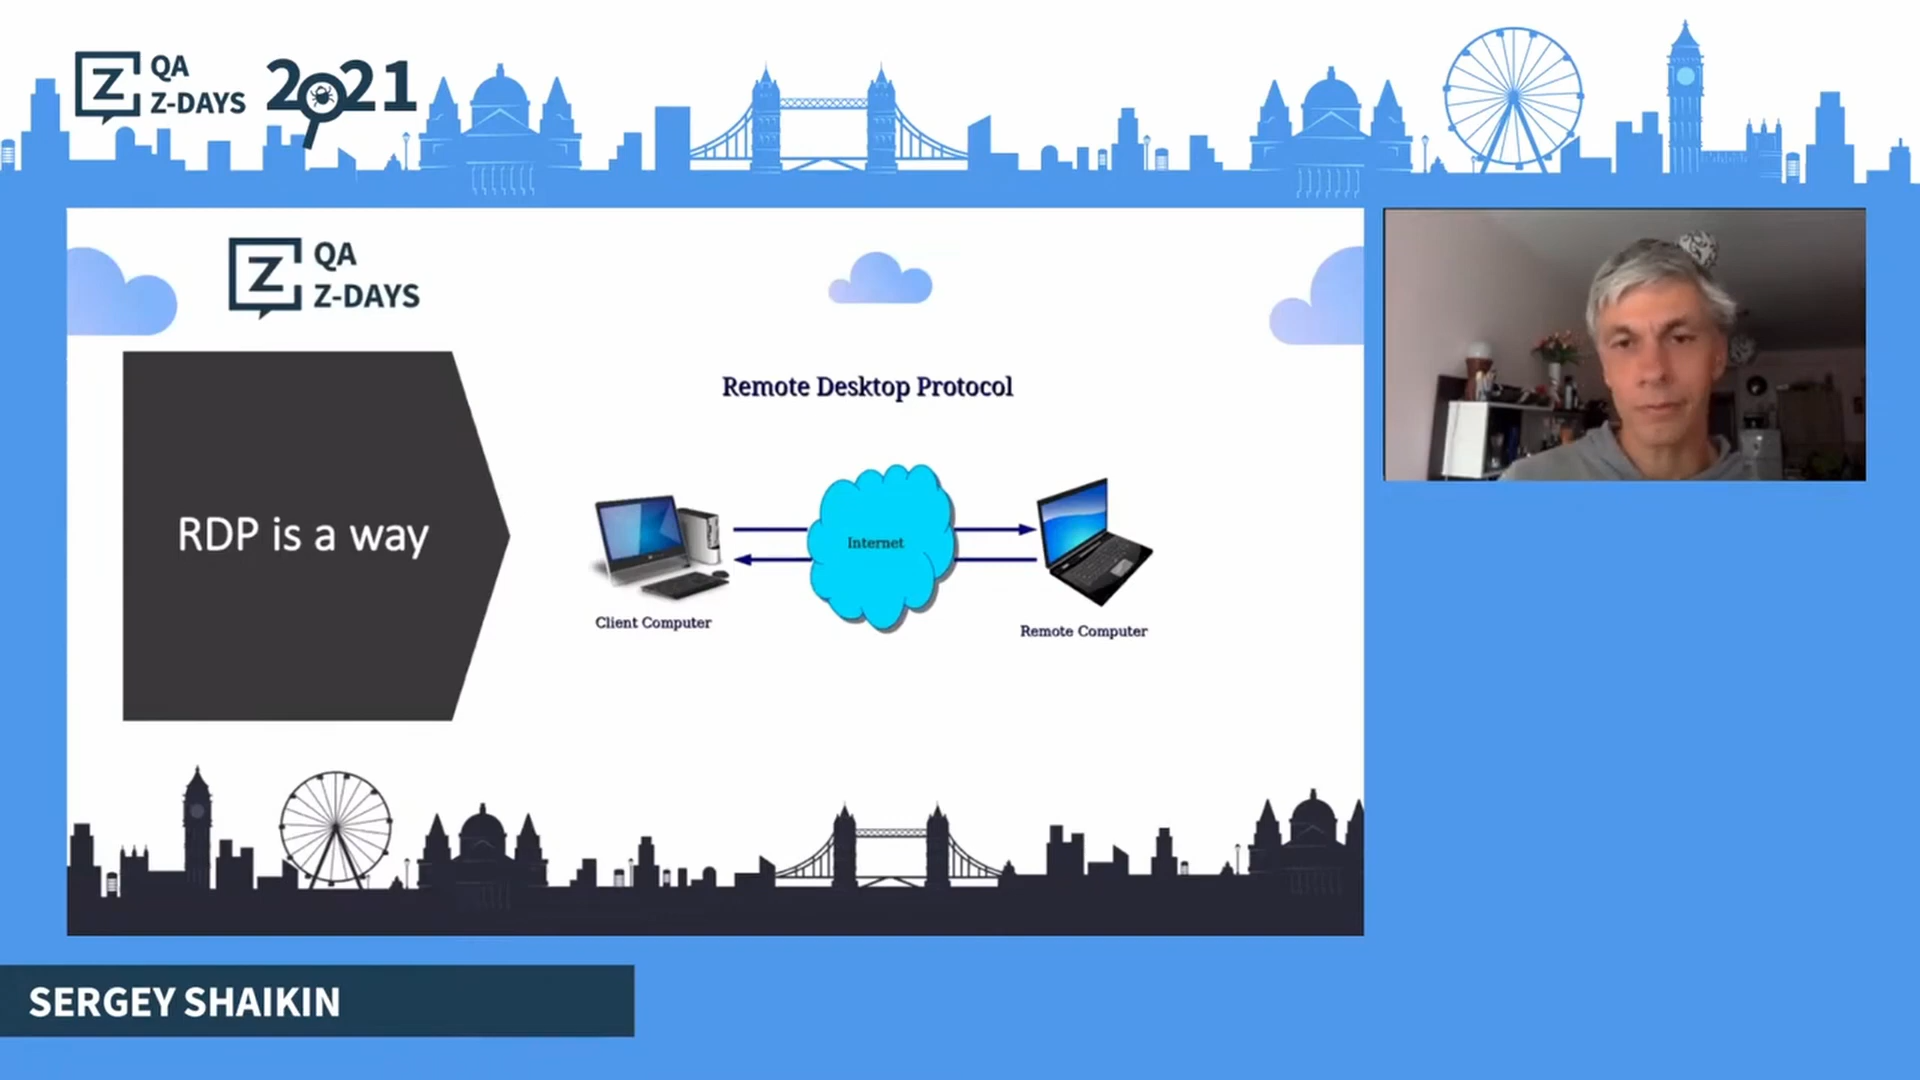 QA
Z-DAYS
2021
QA
Z-DAYS
RDP is a way
Remote Desktop Protocol
Internet
Client Computer
Remote Computer
SERGEY SHAIKIN